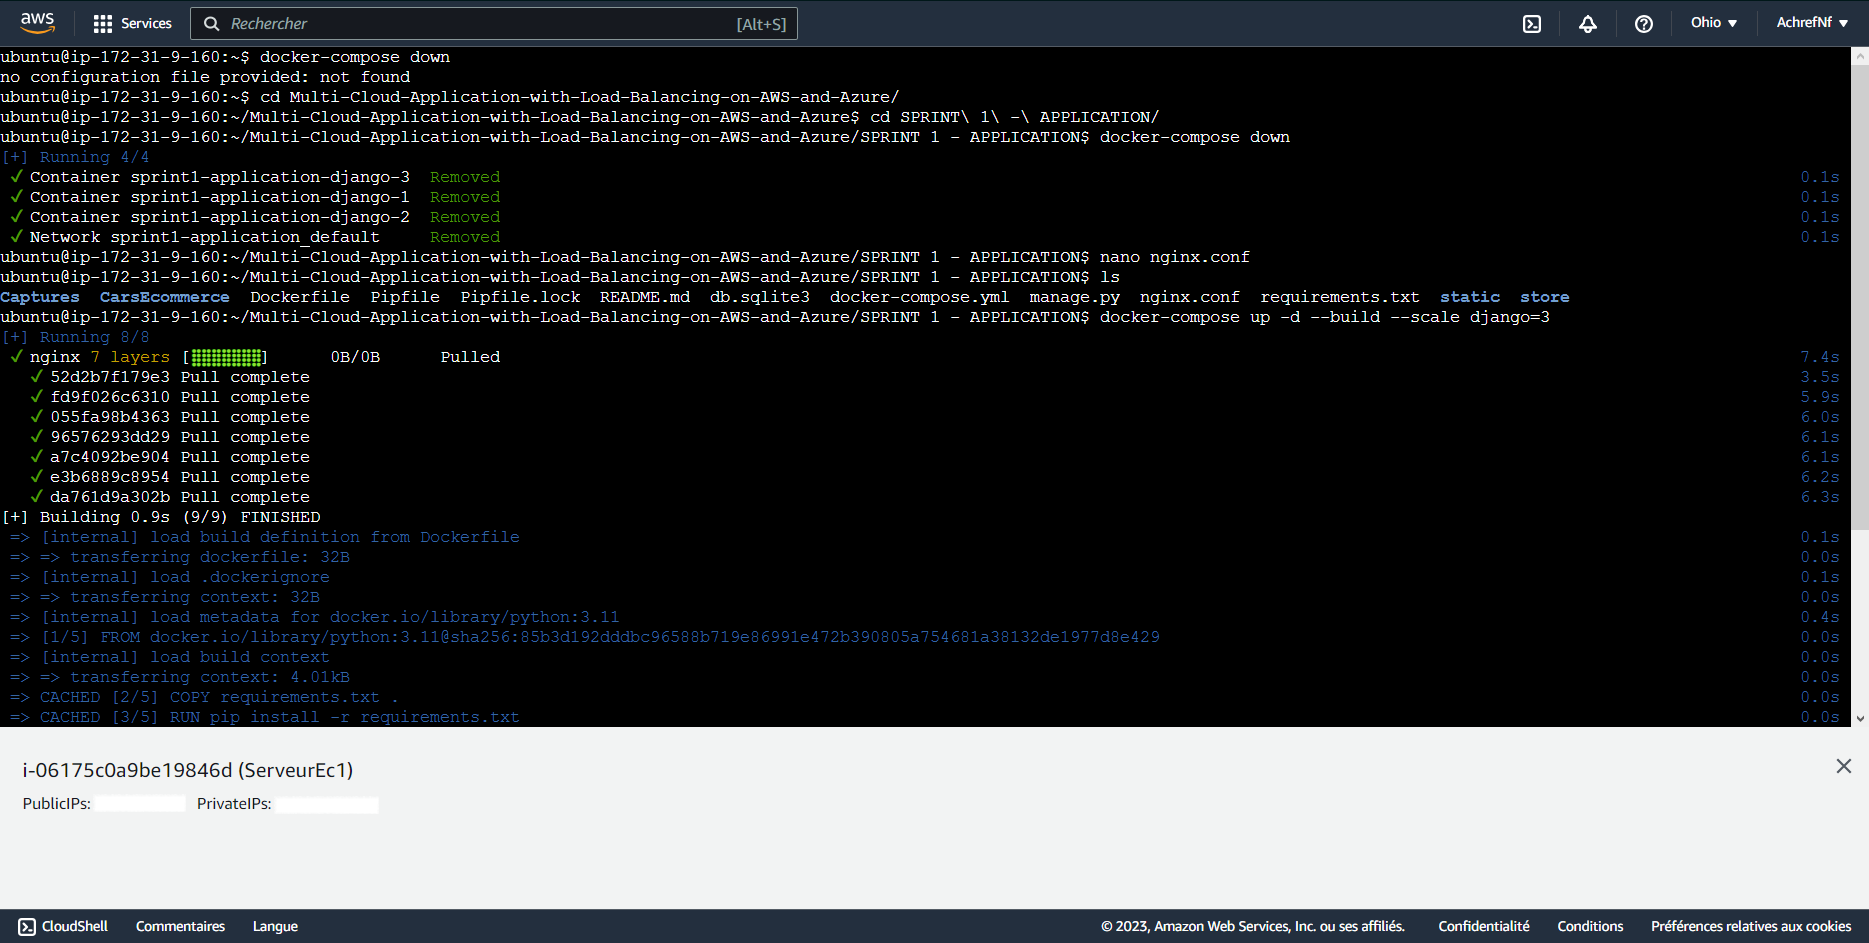 aws Services Rechercher [Alt+S] Ohio AchrefNf
ubuntu@ip-172-31-9-160:~$ docker-compose down
no configuration file provided: not found
ubuntu@ip-172-31-9-160:~$ cd Multi-Cloud-Application-with-Load-Balancing-on-AWS-and-Azure/
ubuntu@ip-172-31-9-160:~/Multi-Cloud-Application-with-Load-Balancing-on-AWS-and-Azure$ cd SPRINT\ 1\ -\ APPLICATION/
ubuntu@ip-172-31-9-160:~/Multi-Cloud-Application-with-Load-Balancing-on-AWS-and-Azure/SPRINT 1 - APPLICATION$ docker-compose down
[+] Running 4/4
✓ Container sprint1-application-django-3 Removed 0.1s
✓ Container sprint1-application-django-1 Removed 0.1s
✓ Container sprint1-application-django-2 Removed 0.1s
✓ Network sprint1-application_default Removed 0.1s
ubuntu@ip-172-31-9-160:~/Multi-Cloud-Application-with-Load-Balancing-on-AWS-and-Azure/SPRINT 1 - APPLICATION$ nano nginx.conf
ubuntu@ip-172-31-9-160:~/Multi-Cloud-Application-with-Load-Balancing-on-AWS-and-Azure/SPRINT 1 - APPLICATION$ ls
Captures CarsEcommerce Dockerfile Pipfile Pipfile.lock README.md db.sqlite3 docker-compose.yml manage.py nginx.conf requirements.txt static store
ubuntu@ip-172-31-9-160:~/Multi-Cloud-Application-with-Load-Balancing-on-AWS-and-Azure/SPRINT 1 - APPLICATION$ docker-compose up -d --build --scale django=3
[+] Running 8/8
✓ nginx 7 layers [⣿⣿⣿⣿⣿⣿⣿] 0B/0B Pulled 7.4s
✓ 52d2b7f179e3 Pull complete 3.5s
✓ fd9f026c6310 Pull complete 5.9s
✓ 055fa98b4363 Pull complete 6.0s
✓ 96576293dd29 Pull complete 6.1s
✓ a7c4092be904 Pull complete 6.1s
✓ e3b6889c8954 Pull complete 6.2s
✓ da761d9a302b Pull complete 6.3s
[+] Building 0.9s (9/9) FINISHED
=> [internal] load build definition from Dockerfile 0.1s
=> => transferring dockerfile: 32B 0.0s
=> [internal] load .dockerignore 0.1s
=> => transferring context: 32B 0.0s
=> [internal] load metadata for docker.io/library/python:3.11 0.4s
=> [1/5] FROM docker.io/library/python:3.11@sha256:85b3d192dddbc96588b719e86991e472b390805a754681a38132de1977d8e429 0.0s
=> [internal] load build context 0.0s
=> => transferring context: 4.01kB 0.0s
=> CACHED [2/5] COPY requirements.txt . 0.0s
=> CACHED [3/5] RUN pip install -r requirements.txt 0.0s
i-06175c0a9be19846d (ServeurEc1)
PublicIPs: PrivateIPs:
CloudShell Commentaires Langue © 2023, Amazon Web Services, Inc. ou ses affiliés. Confidentialité Conditions Préférences relatives aux cookies